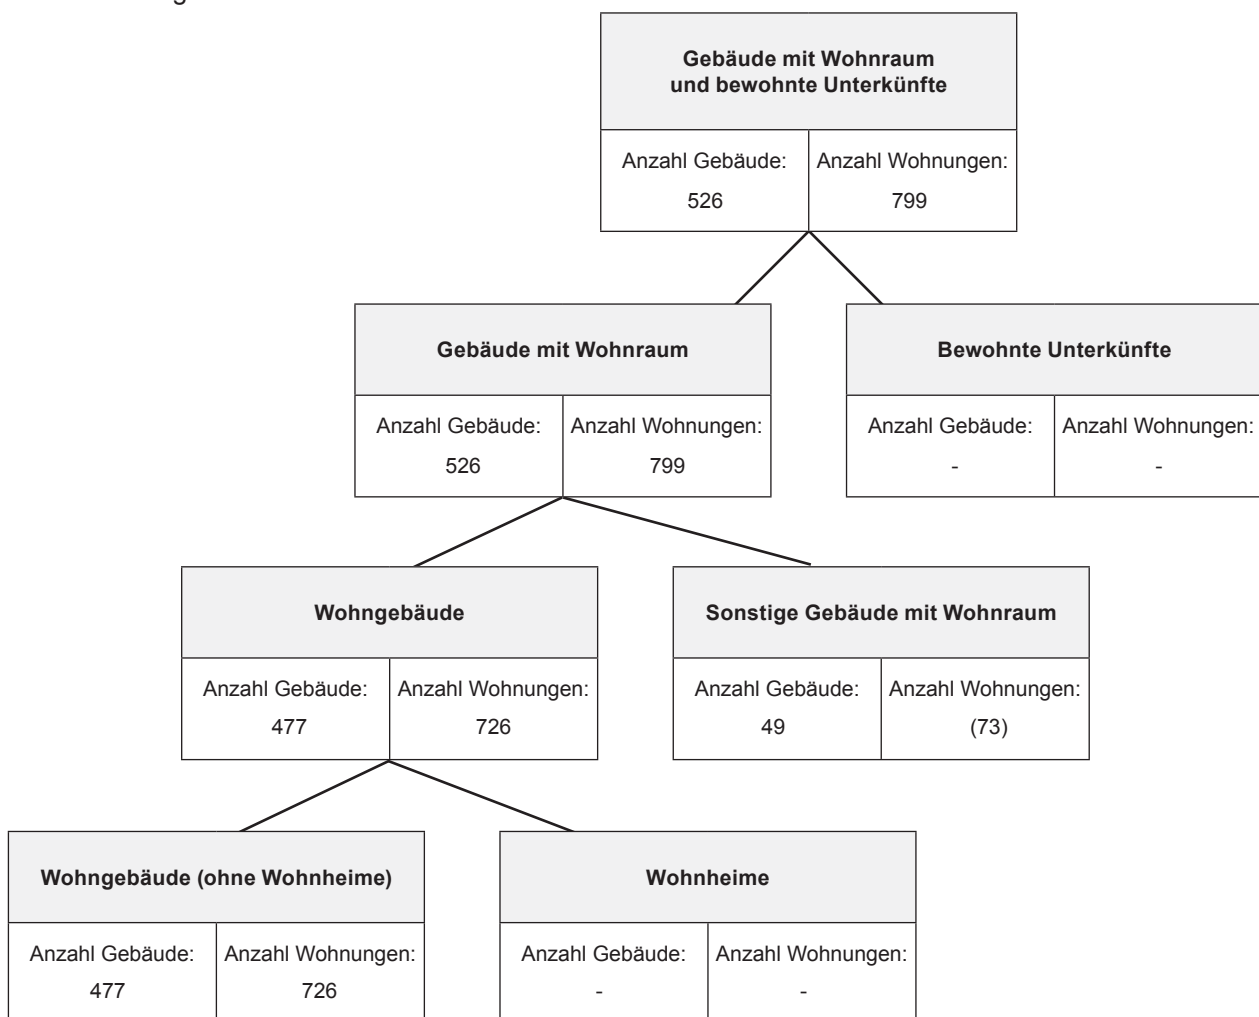 Gebäude mit Wohnraum
und bewohnte Unterkünfte
Anzahl Gebäude:
526
Anzahl Wohnungen:
799
Gebäude mit Wohnraum
Anzahl Gebäude:
526
Anzahl Wohnungen:
799
Bewohnte Unterkünfte
Anzahl Gebäude:
-
Anzahl Wohnungen:
-
Wohngebäude
Anzahl Gebäude:
477
Anzahl Wohnungen:
726
Sonstige Gebäude mit Wohnraum
Anzahl Gebäude:
49
Anzahl Wohnungen:
(73)
Wohngebäude (ohne Wohnheime)
Anzahl Gebäude:
477
Anzahl Wohnungen:
726
Wohnheime
Anzahl Gebäude:
-
Anzahl Wohnungen:
-